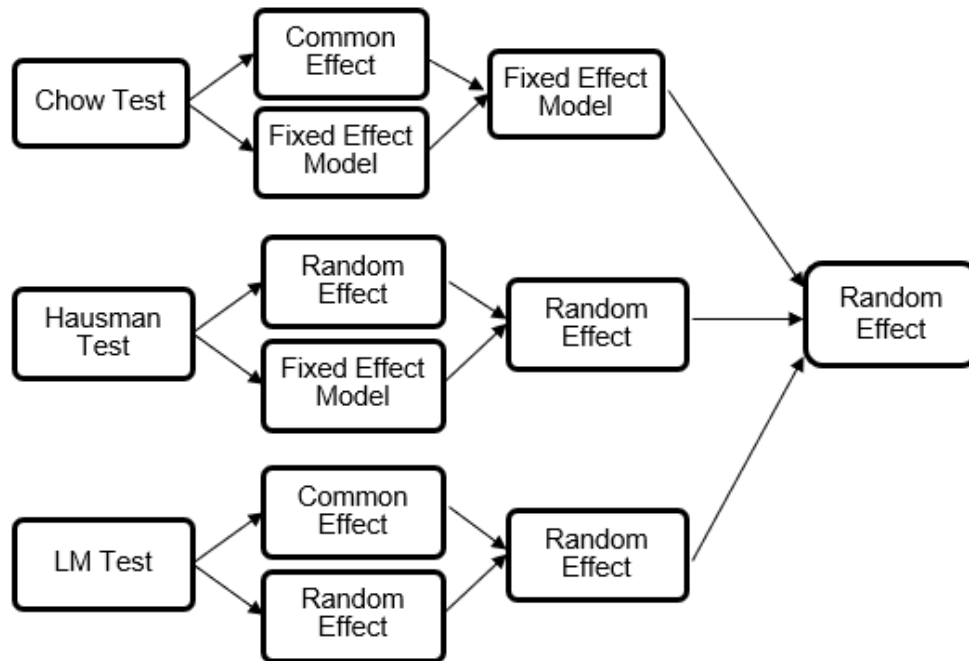 Chow Test
Common
Effect
Fixed Effect
Model
Fixed Effect
Model
Hausman
Test
Random
Effect
Fixed Effect
Model
Random
Effect
Random
Effect
LM Test
Common
Effect
Random
Effect
Random
Effect